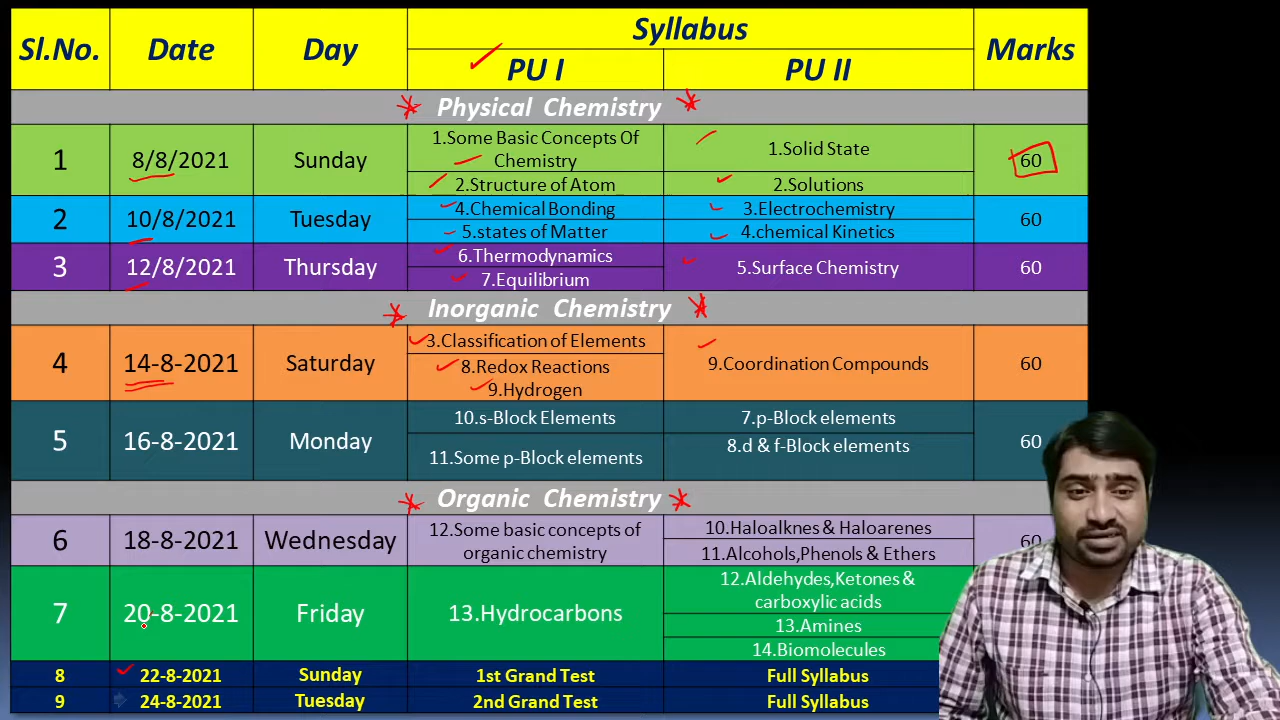 Sl.No. Date Day Syllabus Marks
PU I PU II
Physical Chemistry
1 8/8/2021 Sunday 1.Some Basic Concepts Of Chemistry 1.Solid State 60
2.Structure of Atom 2.Solutions
2 10/8/2021 Tuesday 4.Chemical Bonding 3.Electrochemistry 60
5.states of Matter 4.chemical Kinetics
3 12/8/2021 Thursday 6.Thermodynamics 5.Surface Chemistry 60
7.Equilibrium
Inorganic Chemistry
4 14-8-2021 Saturday 3.Classification of Elements 9.Coordination Compounds 60
8.Redox Reactions
9.Hydrogen
5 16-8-2021 Monday 10.s-Block Elements 7.p-Block elements 60
11.Some p-Block elements 8.d & f-Block elements
Organic Chemistry
6 18-8-2021 Wednesday 12.Some basic concepts of organic chemistry 10.Haloalknes & Haloarenes 60
11.Alcohols,Phenols & Ethers
7 20-8-2021 Friday 13.Hydrocarbons 12.Aldehydes,Ketones & carboxylic acids
13.Amines
14.Biomolecules
8 22-8-2021 Sunday 1st Grand Test Full Syllabus
9 24-8-2021 Tuesday 2nd Grand Test Full Syllabus